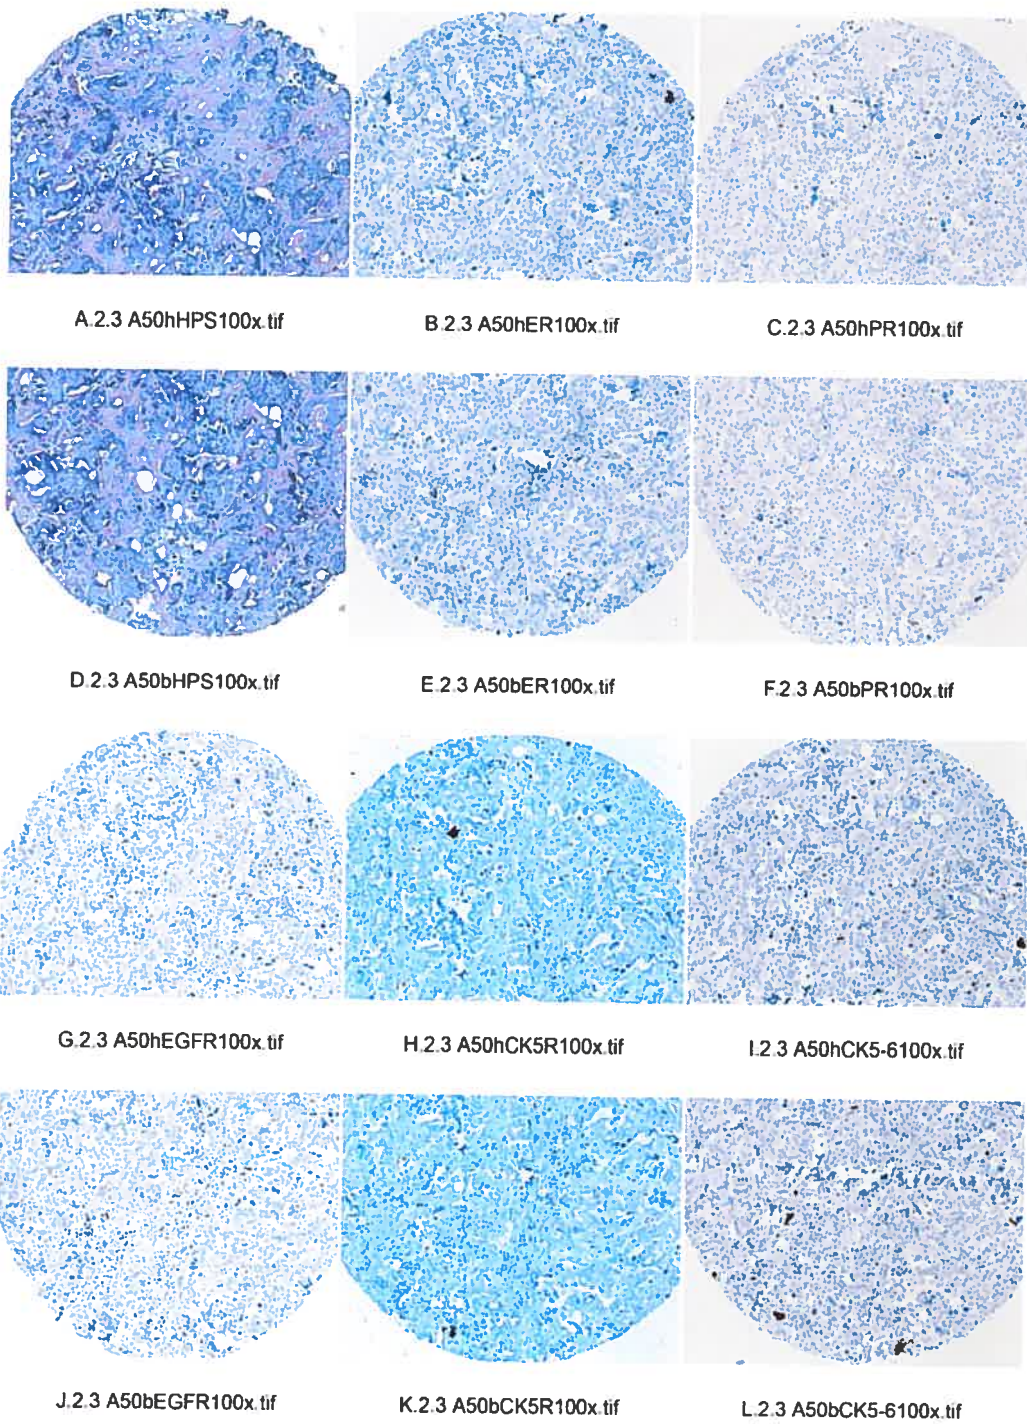 A.2.3 A50hHPS100x.tif
B.2.3 A50hER100x.tif
C.2.3 A50hPR100x.tif
D.2.3 A50bHPS100x.tif
E.2.3 A50bER100x.tif
F.2.3 A50bPR100x.tif
G.2.3 A50hEGFR100x.tif
H.2.3 A50hCK5R100x.tif
I.2.3 A50hCK5-6100x.tif
J.2.3 A50bEGFR100x.tif
K.2.3 A50bCK5R100x.tif
L.2.3 A50bCK5-6100x.tif